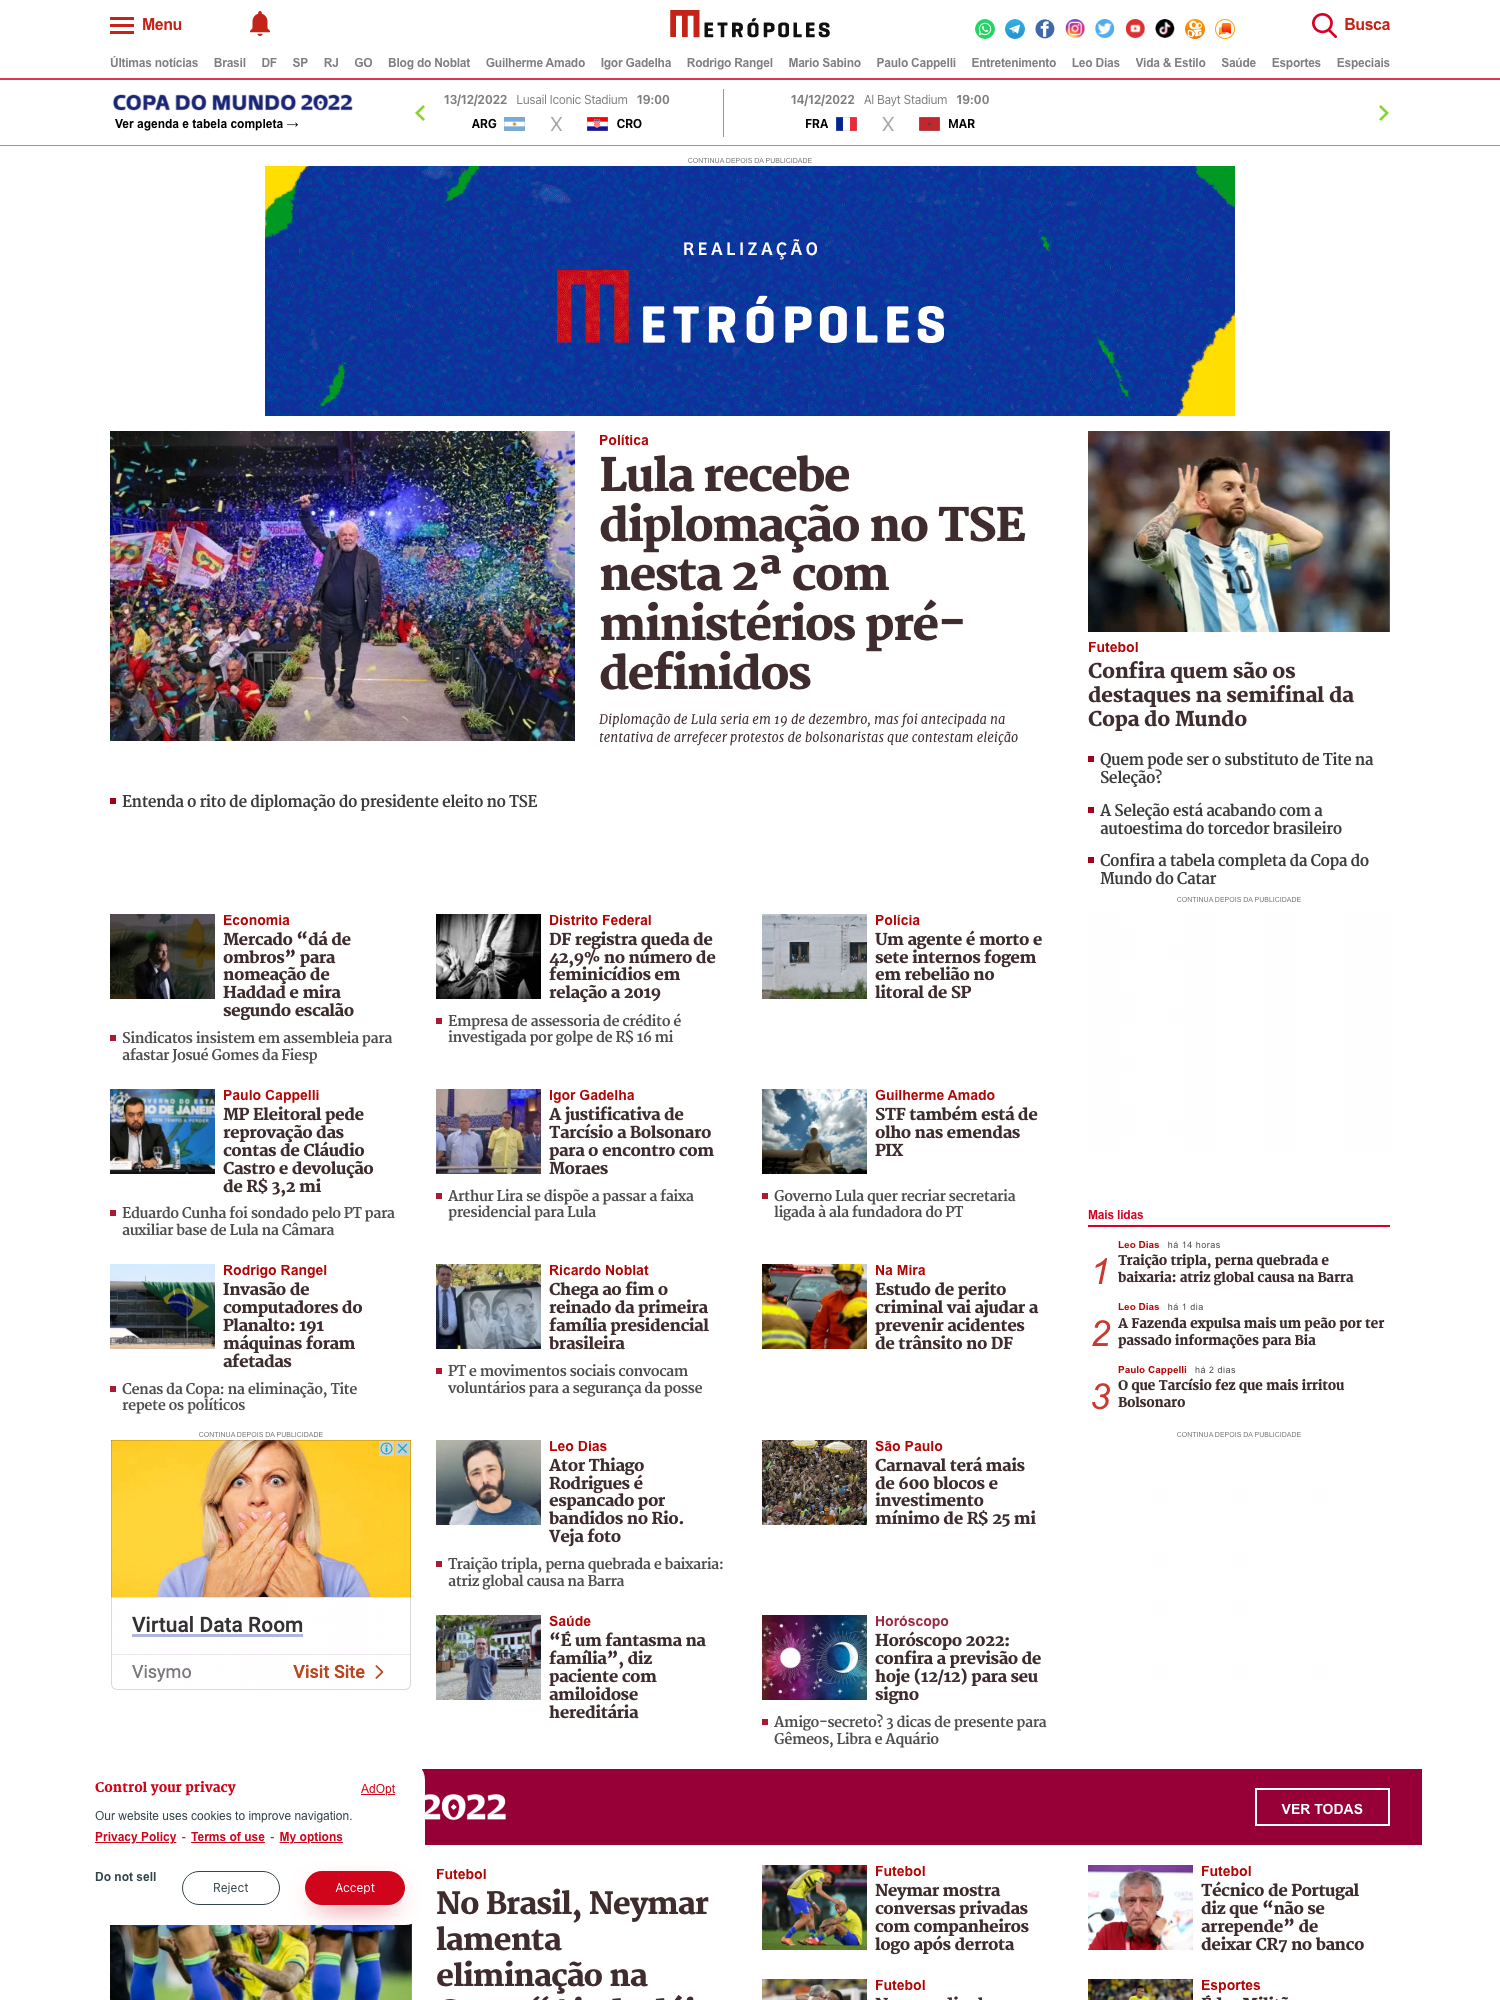 Menu
METRÓPOLES
Busca
Últimas notícias Brasil DF SP RJ GO Blog do Noblat Guilherme Amado Igor Gadelha Rodrigo Rangel Mario Sabino Paulo Cappelli Entretenimento Leo Dias Vida & Estilo Saúde Esportes Especiais
COPA DO MUNDO 2022
Ver agenda e tabela completa →
13/12/2022 Lusail Iconic Stadium 19:00
ARG X CRO
14/12/2022 Al Bayt Stadium 19:00
FRA X MAR
CONTINUA DEPOIS DA PUBLICIDADE
REALIZAÇÃO
METRÓPOLES
Política
Lula recebe
diplomação no TSE
nesta 2ª com
ministérios pré-
definidos
Diplomação de Lula seria em 19 de dezembro, mas foi antecipada na
tentativa de arrefecer protestos de bolsonaristas que contestam eleição
Entenda o rito de diplomação do presidente eleito no TSE
10
Futebol
Confira quem são os
destaques na semifinal da
Copa do Mundo
Quem pode ser o substituto de Tite na
Seleção?
A Seleção está acabando com a
autoestima do torcedor brasileiro
Confira a tabela completa da Copa do
Mundo do Catar
CONTINUA DEPOIS DA PUBLICIDADE
Economia
Mercado “dá de
ombros” para
nomeação de
Haddad e mira
segundo escalão
Sindicatos insistem em assembleia para
afastar Josué Gomes da Fiesp
Distrito Federal
DF registra queda de
42,9% no número de
feminicídios em
relação a 2019
Empresa de assessoria de crédito é
investigada por golpe de R$ 16 mi
Polícia
Um agente é morto e
sete internos fogem
em rebelião no
litoral de SP
Paulo Cappelli
MP Eleitoral pede
reprovação das
contas de Cláudio
Castro e devolução
de R$ 3,2 mi
Eduardo Cunha foi sondado pelo PT para
auxiliar base de Lula na Câmara
Igor Gadelha
A justificativa de
Tarcísio a Bolsonaro
para o encontro com
Moraes
Arthur Lira se dispõe a passar a faixa
presidencial para Lula
Guilherme Amado
STF também está de
olho nas emendas
PIX
Governo Lula quer recriar secretaria
ligada à ala fundadora do PT
Rodrigo Rangel
Invasão de
computadores do
Planalto: 191
máquinas foram
afetadas
Cenas da Copa: na eliminação, Tite
repete os políticos
Ricardo Noblat
Chega ao fim o
reinado da primeira
família presidencial
brasileira
PT e movimentos sociais convocam
voluntários para a segurança da posse
Na Mira
Estudo de perito
criminal vai ajudar a
prevenir acidentes
de trânsito no DF
Mais lidas
1
Leo Dias há 14 horas
Traição tripla, perna quebrada e
baixaria: atriz global causa na Barra
2
Leo Dias há 1 dia
A Fazenda expulsa mais um peão por ter
passado informações para Bia
3
Paulo Cappelli há 2 dias
O que Tarcísio fez que mais irritou
Bolsonaro
CONTINUA DEPOIS DA PUBLICIDADE
CONTINUA DEPOIS DA PUBLICIDADE
Virtual Data Room
Visymo
Visit Site
Leo Dias
Ator Thiago
Rodrigues é
espancado por
bandidos no Rio.
Veja foto
Traição tripla, perna quebrada e baixaria:
atriz global causa na Barra
São Paulo
Carnaval terá mais
de 600 blocos e
investimento
mínimo de R$ 25 mi
Saúde
“É um fantasma na
família”, diz
paciente com
amiloidose
hereditária
Horóscopo
Horóscopo 2022:
confira a previsão de
hoje (12/12) para seu
signo
Amigo-secreto? 3 dicas de presente para
Gêmeos, Libra e Aquário
2022
VER TODAS
Control your privacy
AdOpt
Our website uses cookies to improve navigation.
Privacy Policy - Terms of use - My options
Do not sell
Reject
Accept
Futebol
No Brasil, Neymar
lamenta
eliminação na
Futebol
Neymar mostra
conversas privadas
com companheiros
logo após derrota
Futebol
Técnico de Portugal
diz que “não se
arrepende” de
deixar CR7 no banco
Futebol
Esportes